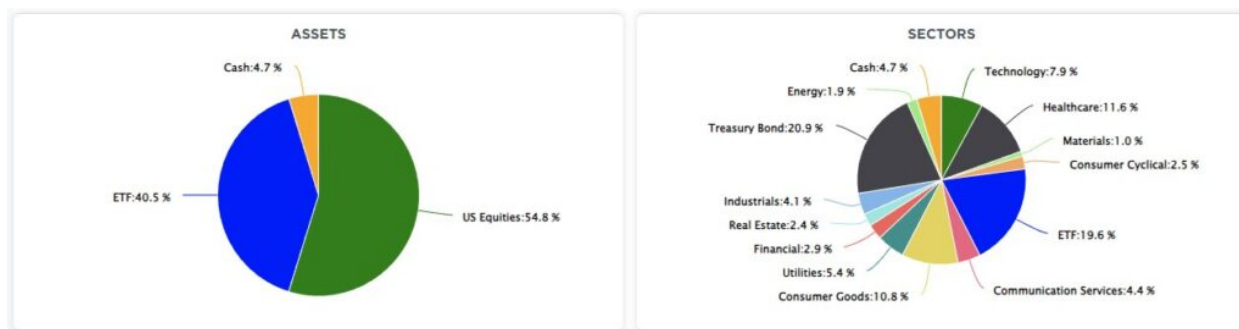 ASSETS
Cash:4.7 %
ETF:40.5 %
US Equities:54.8 %
SECTORS
Cash:4.7 %
Technology:7.9 %
Energy:1.9 %
Healthcare:11.6 %
Treasury Bond:20.9 %
Materials:1.0 %
Consumer Cyclical:2.5 %
Industrials:4.1 %
Real Estate:2.4 %
ETF:19.6 %
Financial:2.9 %
Utilities:5.4 %
Consumer Goods:10.8 %
Communication Services:4.4 %